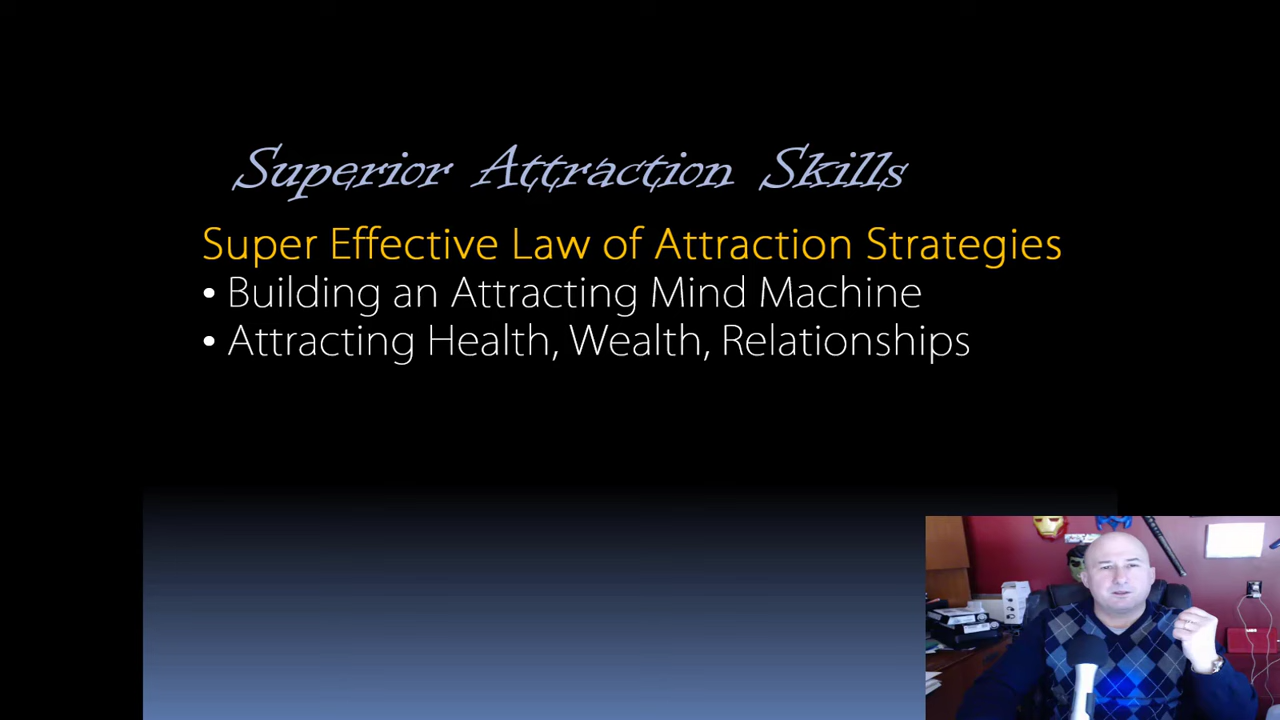 Superior Attraction Skills
Super Effective Law of Attraction Strategies
• Building an Attracting Mind Machine
• Attracting Health, Wealth, Relationships